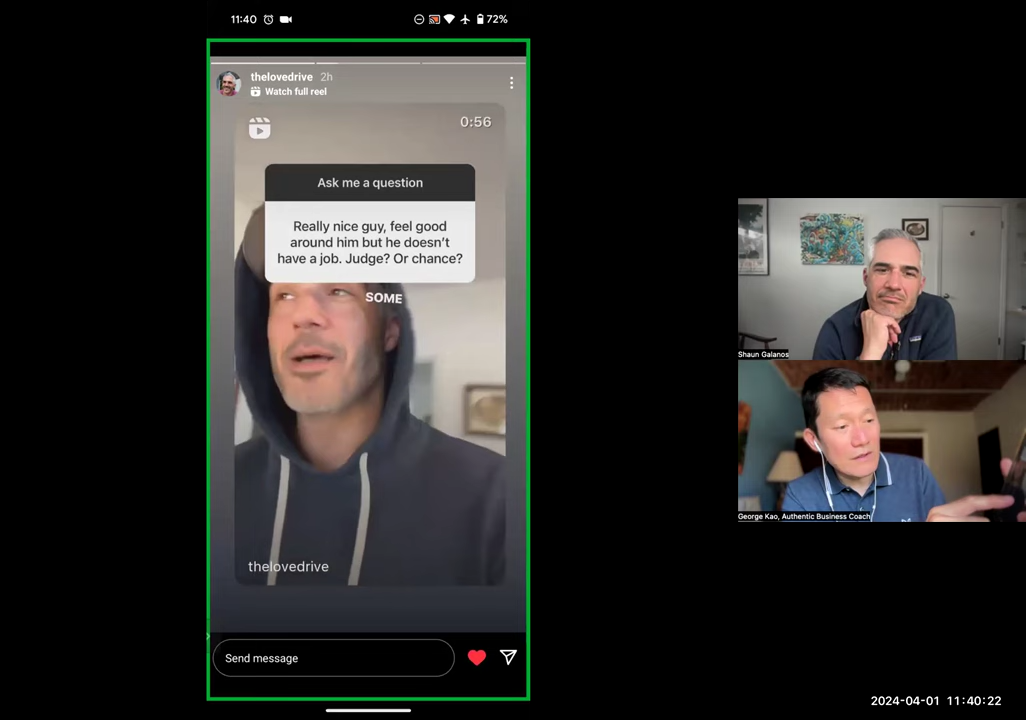 11:40
72%
thelovedrive 2h
Watch full reel
0:56
Ask me a question
Really nice guy, feel good
around him but he doesn't
have a job. Judge? Or chance?
SOME
thelovedrive
Send message
Shaun Galanos
George Kao, Authentic Business Coach
2024-04-01 11:40:22